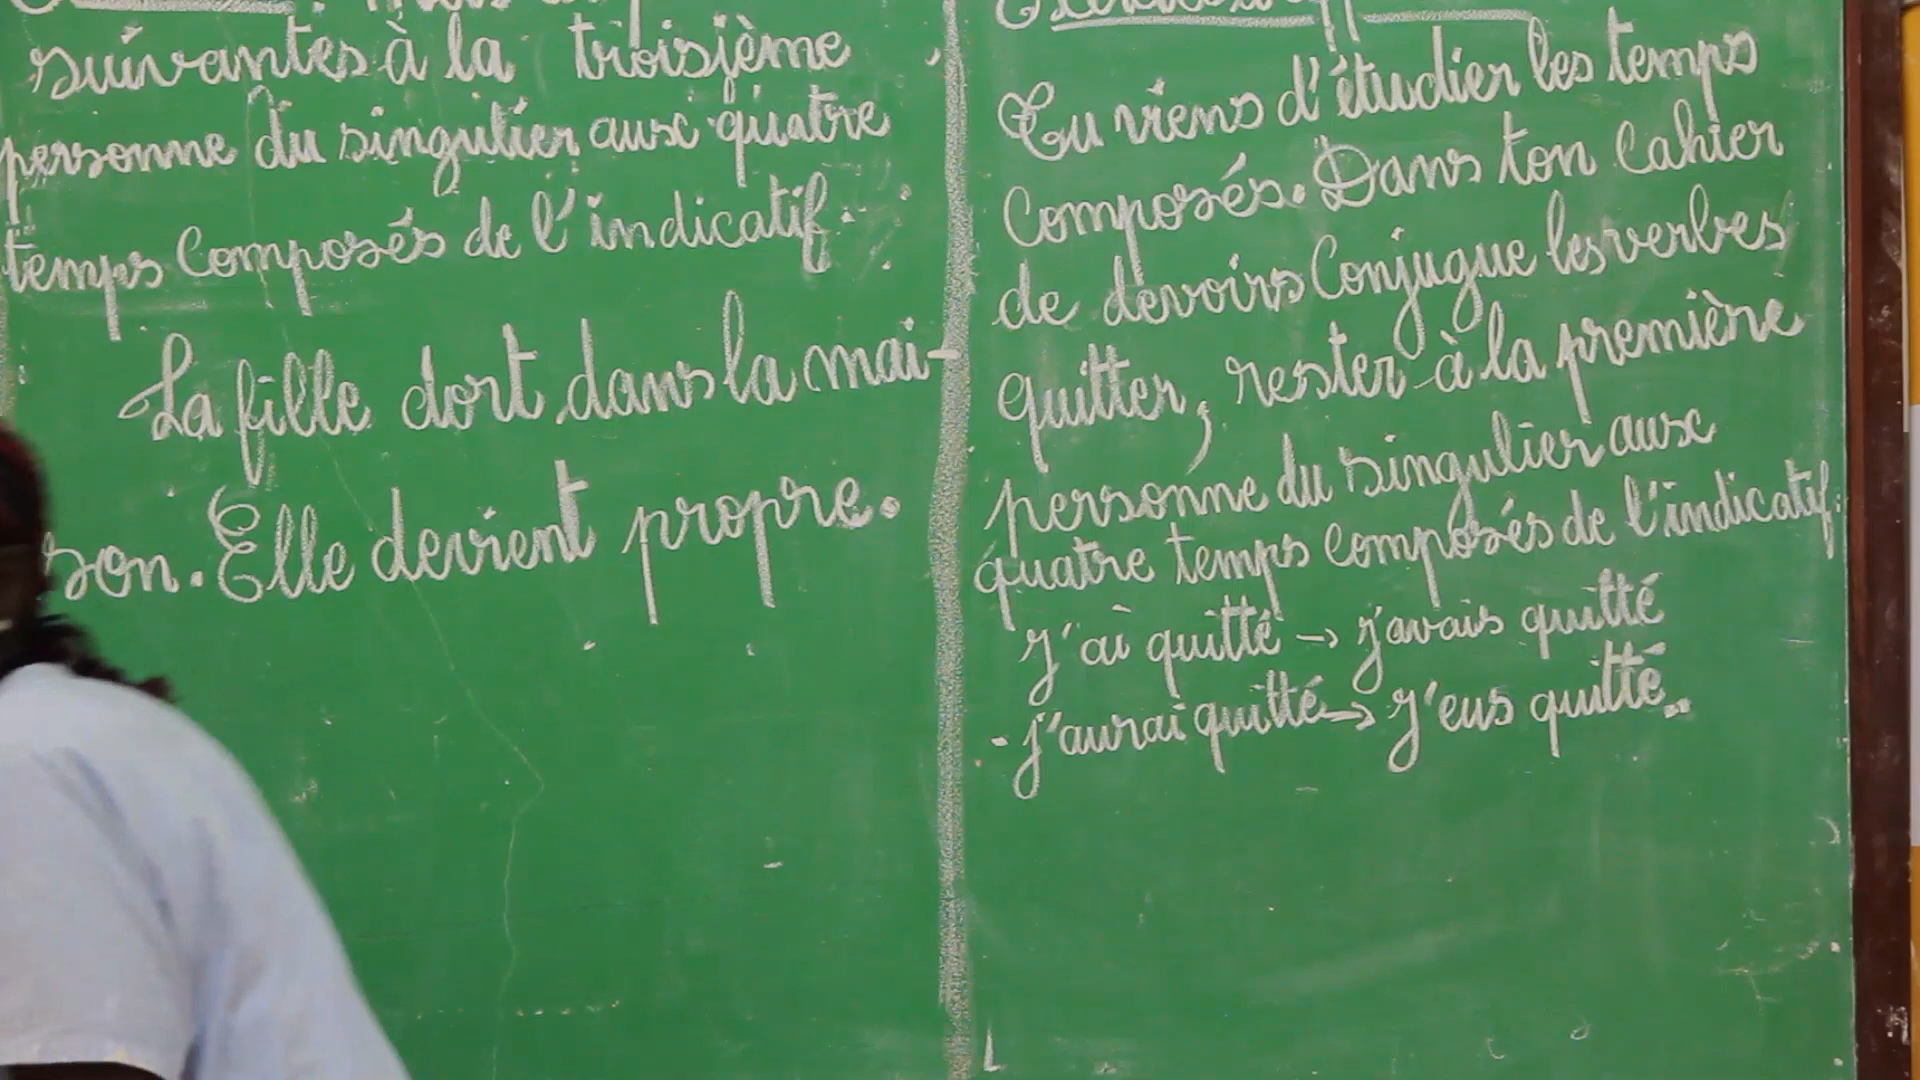 suivantes à la troisième
personne du singulier aux quatre
temps composés de l'indicatif:
La fille dort dans la mai-
son. Elle devient propre.
Tu viens d'étudier les temps
composés. Dans ton cahier
de devoirs conjugue les verbes
quitter, rester à la première
personne du singulier aux
quatre temps composés de l'indicatif:
j'ai quitté → j'avais quitté
- j'aurai quitté → j'eus quitté..